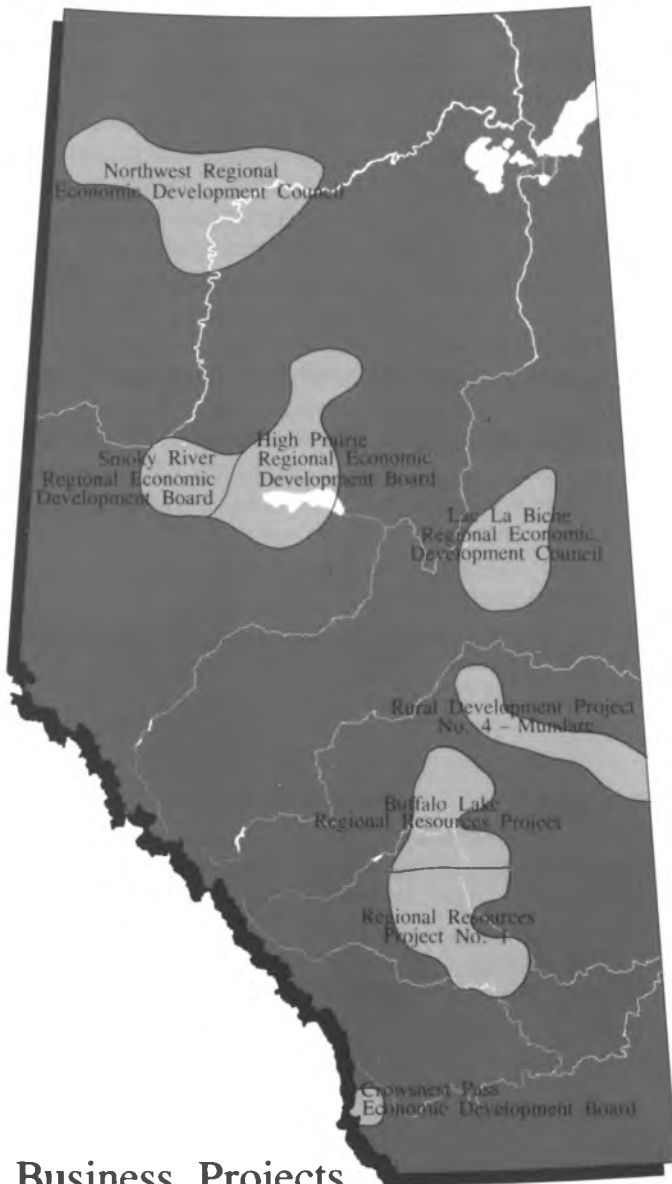 Northwest Regional
Economic Development Council
High Prairie
Regional Economic
Development Board
Smoky River
Regional Economic
Development Board
Lac La Biche
Regional Economic
Development Council
Rural Development Project
No. 4 – Mundare
Buffalo Lake
Regional Resources Project
Regional Resources
Project No. 1
Crowsnest Pass
Economic Development Board
Business Projects